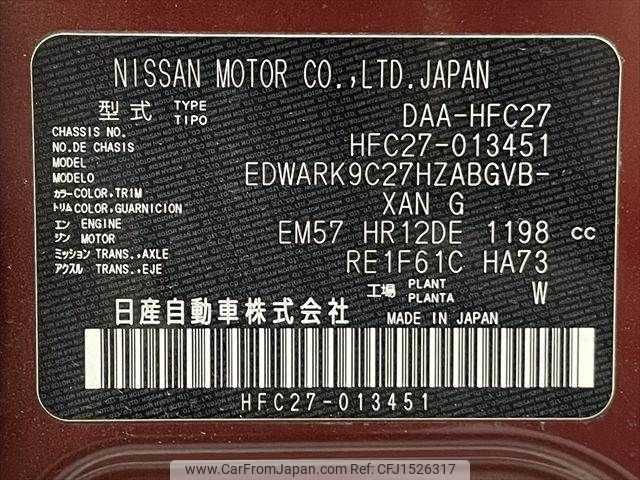 NISSAN MOTOR CO.,LTD.JAPAN
型式 TYPE TIPO DAA-HFC27
CHASSIS NO. NO.DE CHASIS HFC27-013451
MODEL MODELO EDWARK9C27HZABGVB-
カラー COLOR,TRIM トリム COLOR,GUARNICION XAN G
エン ジン ENGINE MOTOR EM57 HR12DE 1198 cc
ミッション TRANS.,AXLE アクスル TRANS.,EJE RE1F61C HA73
工場 PLANT PLANTA W
日産自動車株式会社 MADE IN JAPAN
HFC27-013451
www.CarFromJapan.com - CarFromJapan - CFJ1526317